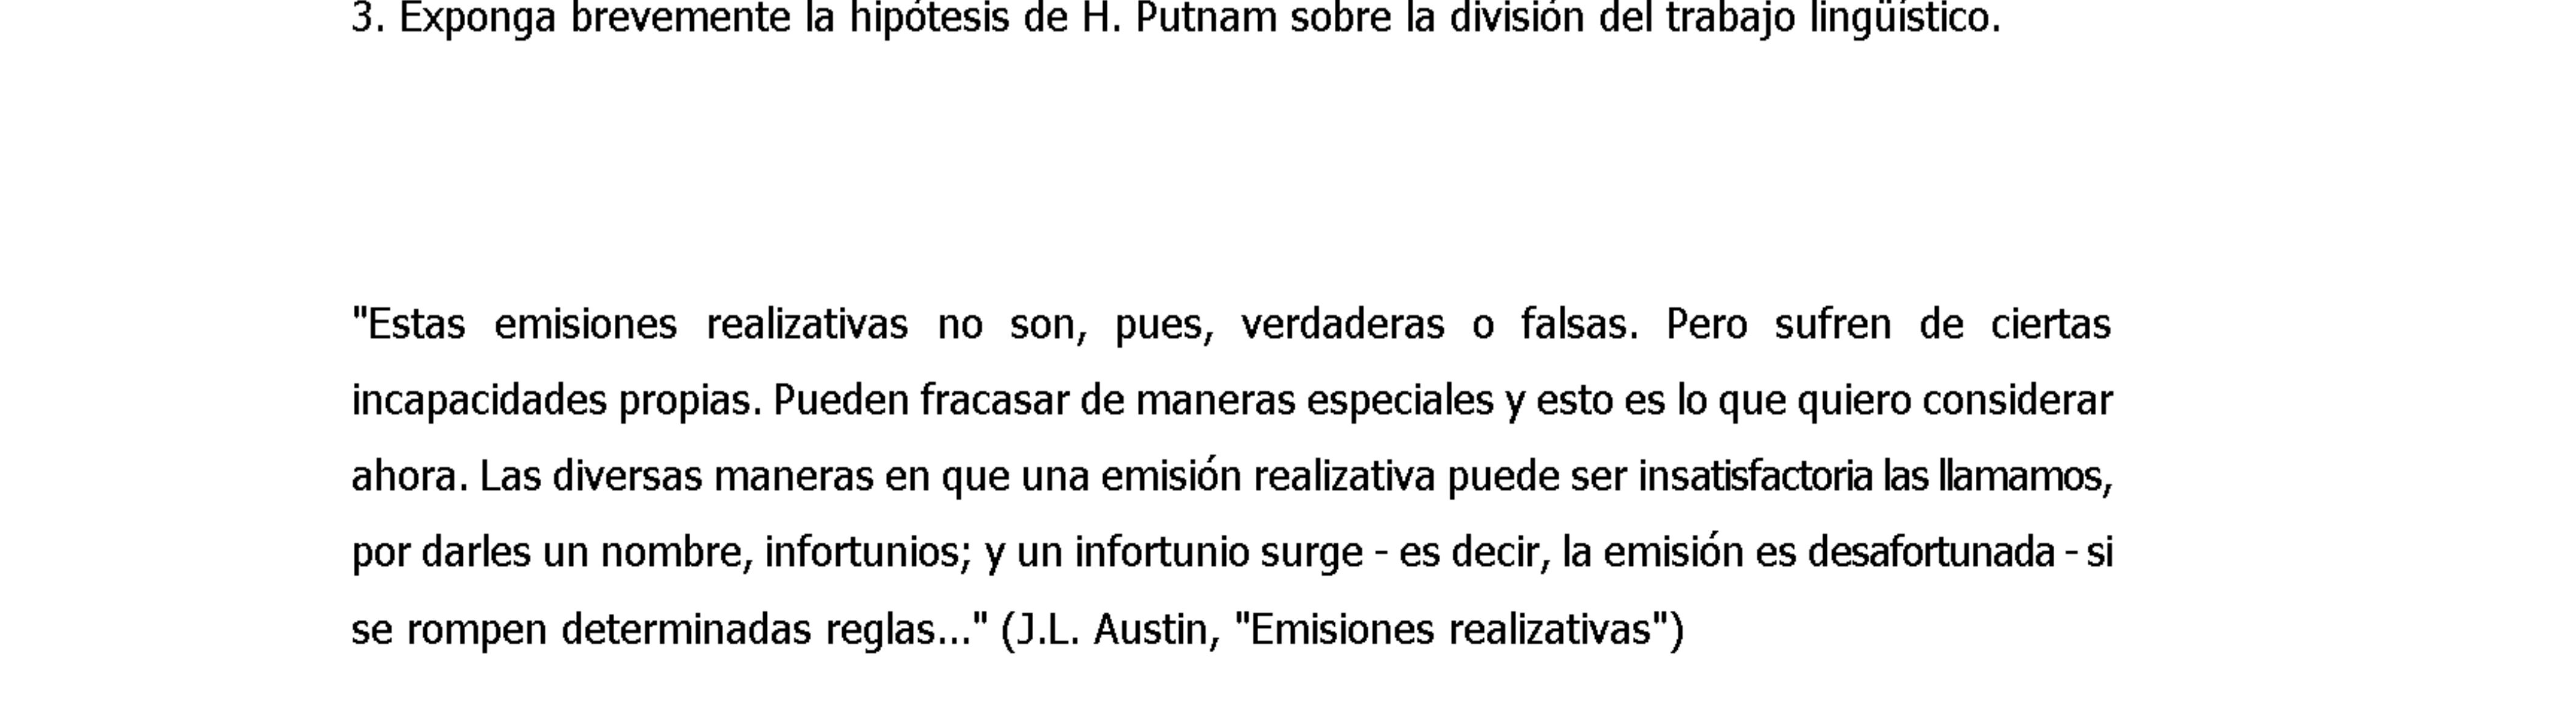 3. Exponga brevemente la hipótesis de H. Putnam sobre la división del trabajo lingüístico.
"Estas emisiones realizativas no son, pues, verdaderas o falsas. Pero sufren de ciertas
incapacidades propias. Pueden fracasar de maneras especiales y esto es lo que quiero considerar
ahora. Las diversas maneras en que una emisión realizativa puede ser insatisfactoria las llamamos,
por darles un nombre, infortunios; y un infortunio surge - es decir, la emisión es desafortunada - si
se rompen determinadas reglas..." (J.L. Austin, "Emisiones realizativas")